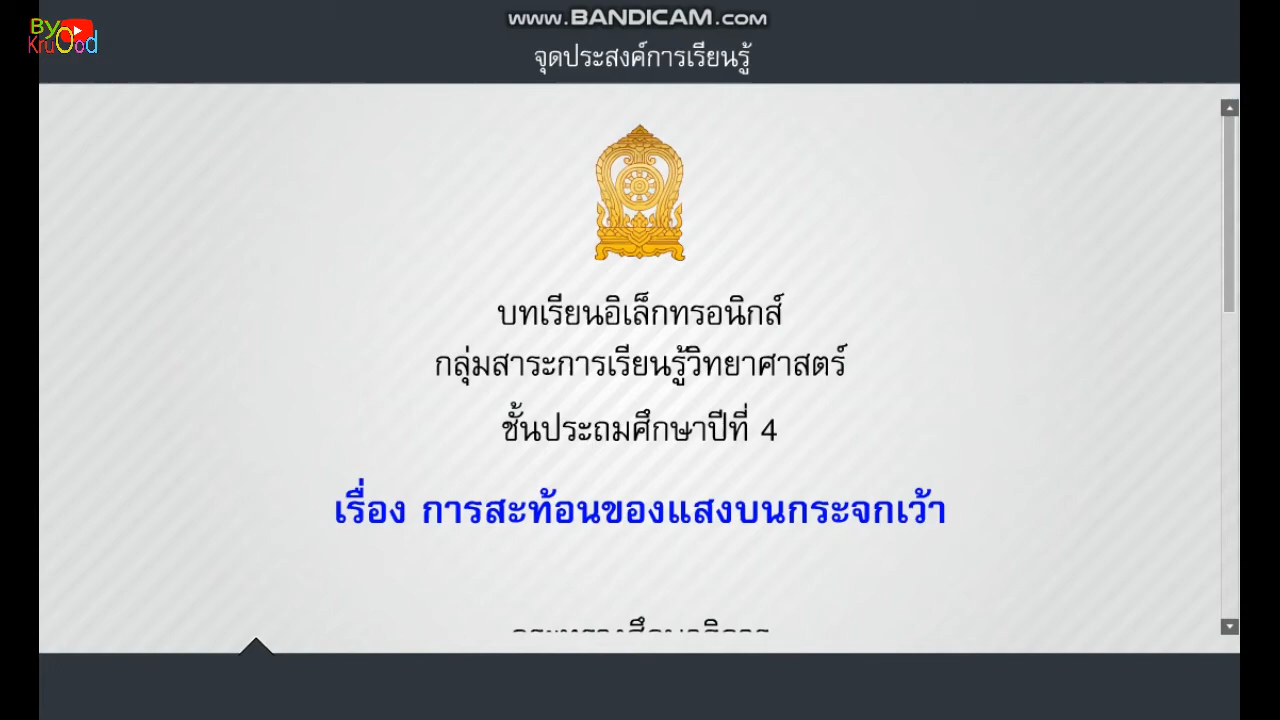 www.BANDICAM.com
By
KruOod
จุดประสงค์การเรียนรู้
บทเรียนอิเล็กทรอนิกส์
กลุ่มสาระการเรียนรู้วิทยาศาสตร์
ชั้นประถมศึกษาปีที่ 4
เรื่อง การสะท้อนของแสงบนกระจกเว้า